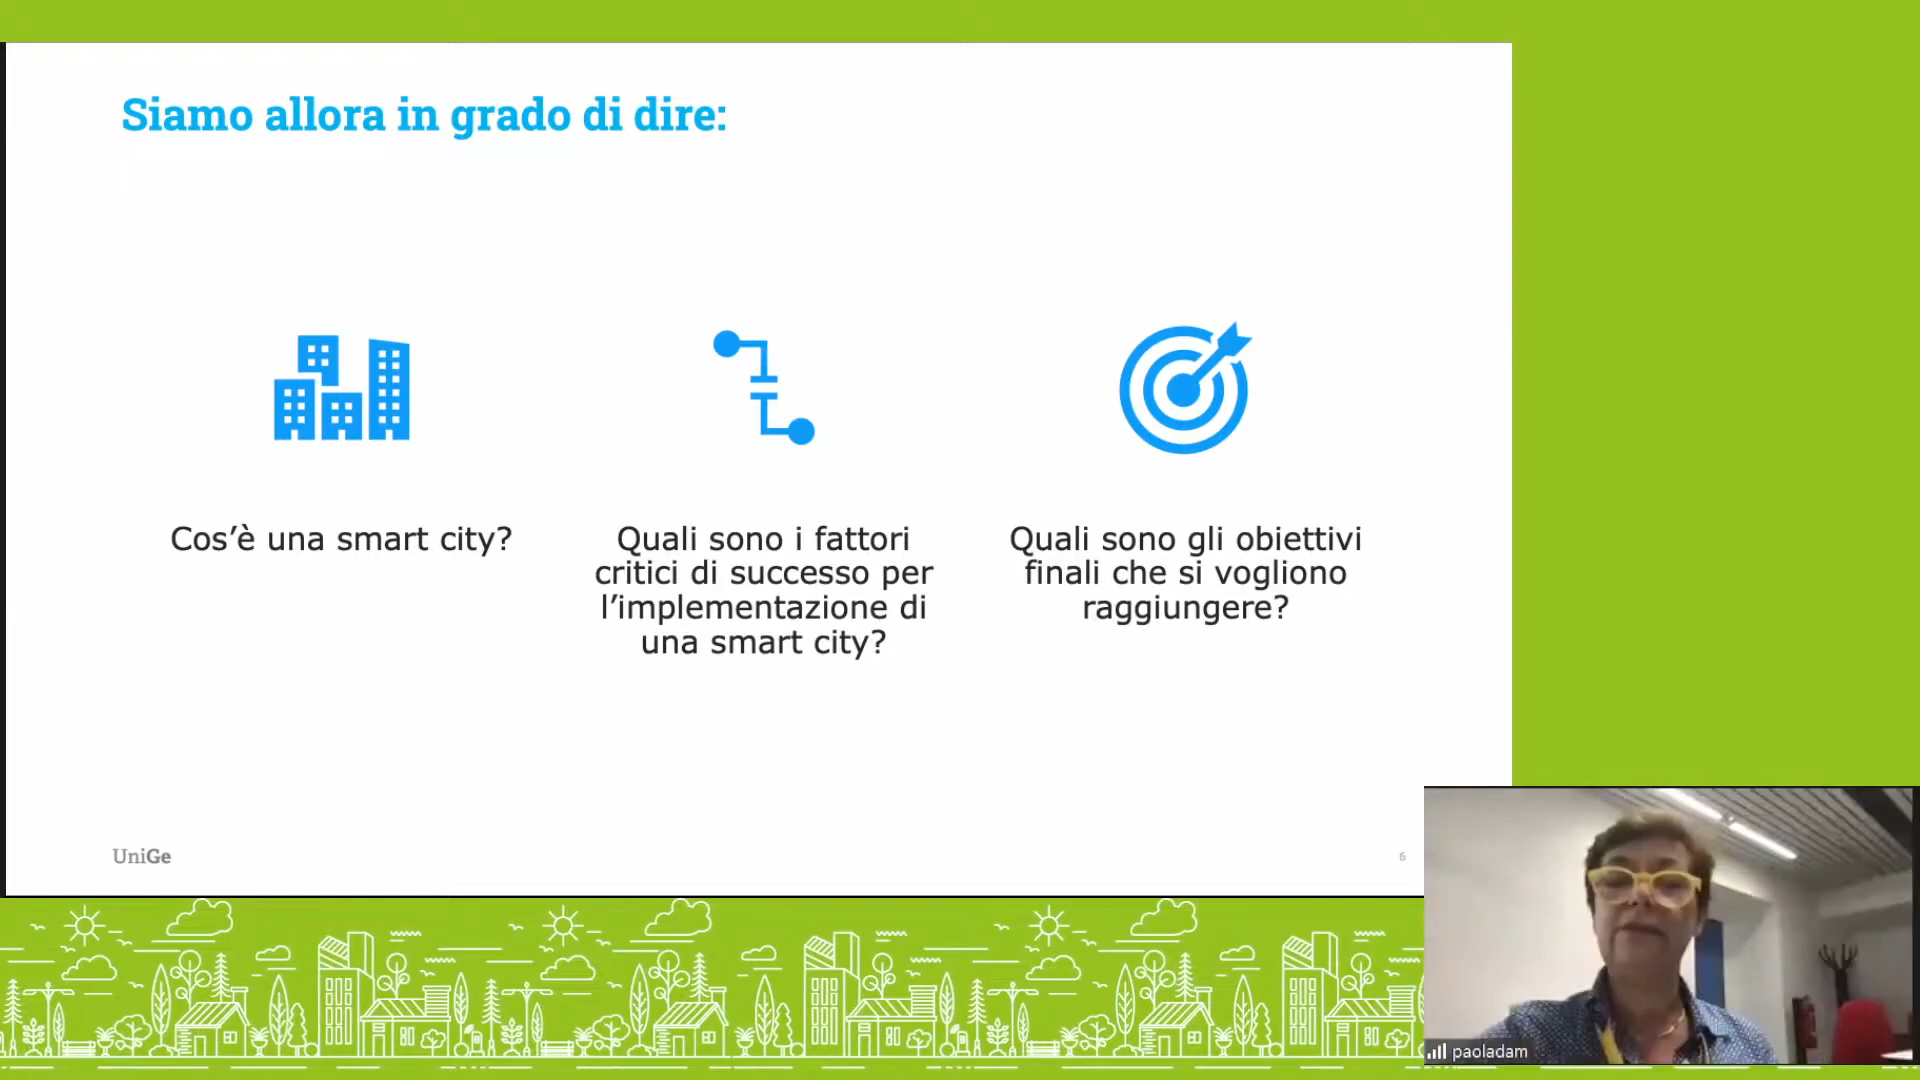 Siamo allora in grado di dire:
Cos’è una smart city?
Quali sono i fattori
critici di successo per
l’implementazione di
una smart city?
Quali sono gli obiettivi
finali che si vogliono
raggiungere?
UniGe
6
paoladam